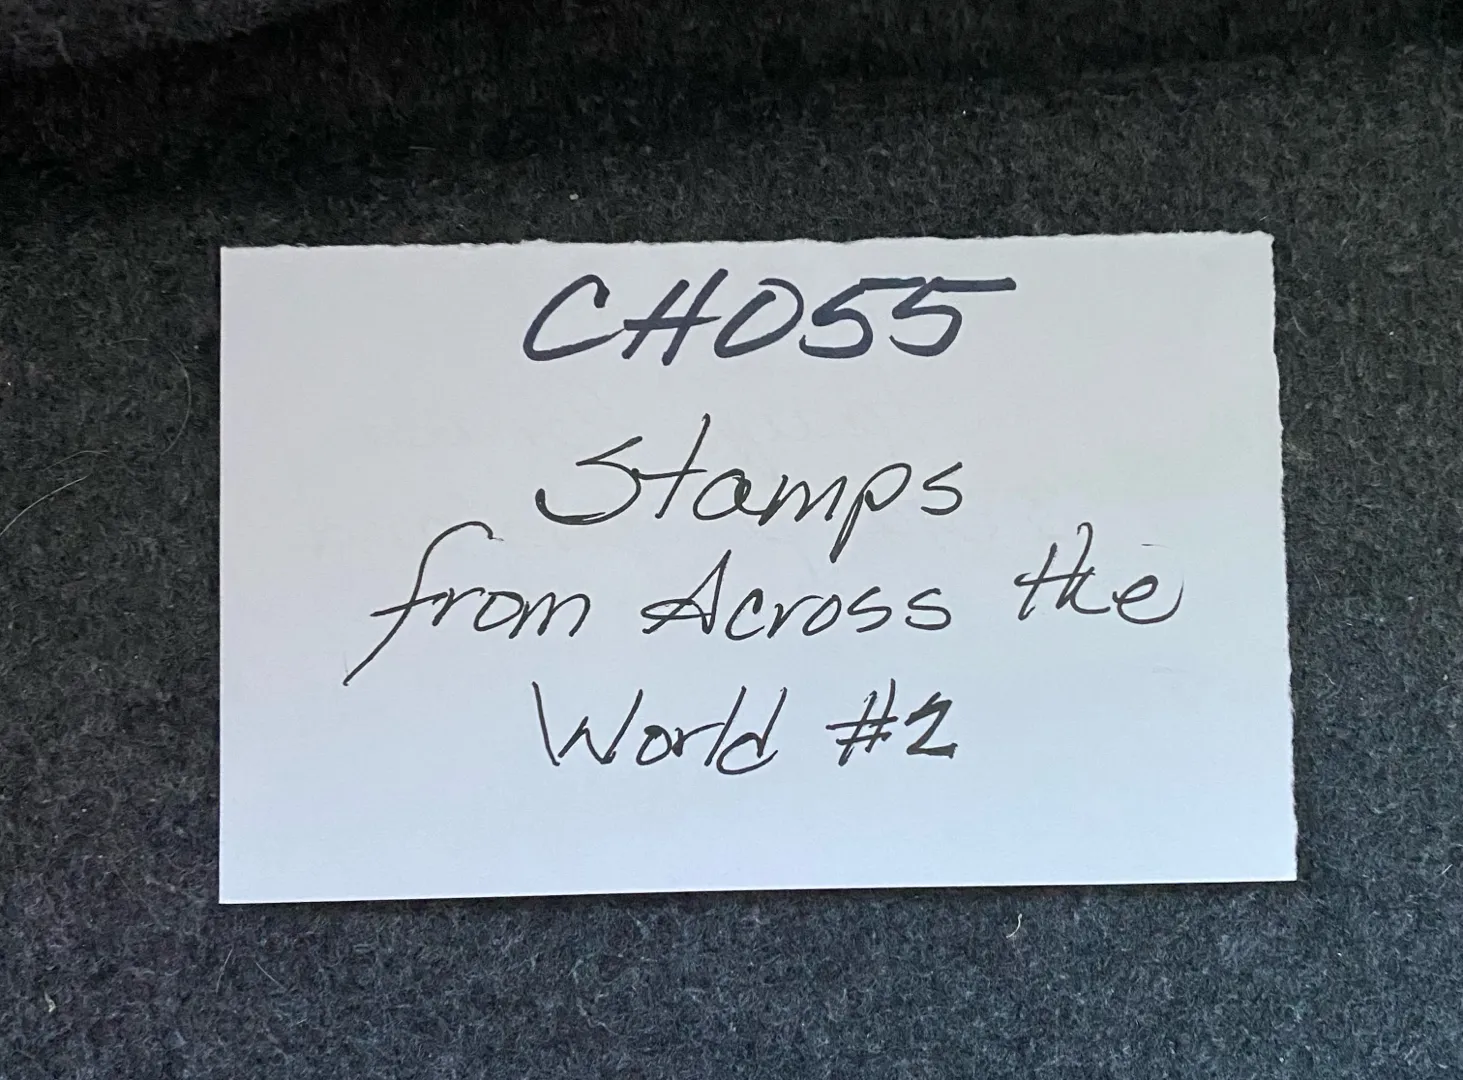 CH055
Stamps
from Across the
World #2